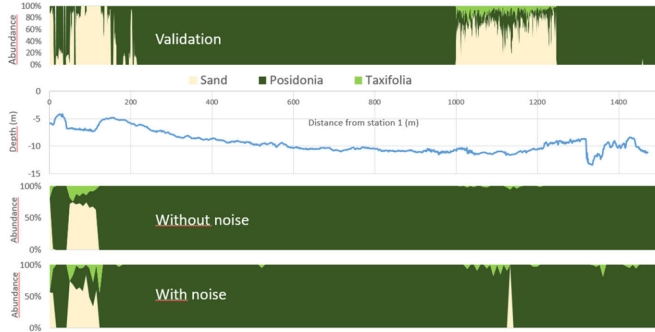 Abundance
100%
80%
60%
40%
20%
0%
Validation
Sand Posidonia Taxifolia
Depth (m)
0
-5
-10
-15
0 200 400 600 800 1000 1200 1400
Distance from station 1 (m)
Abundance
100%
50%
0%
Without noise
Abundance
100%
50%
0%
With noise